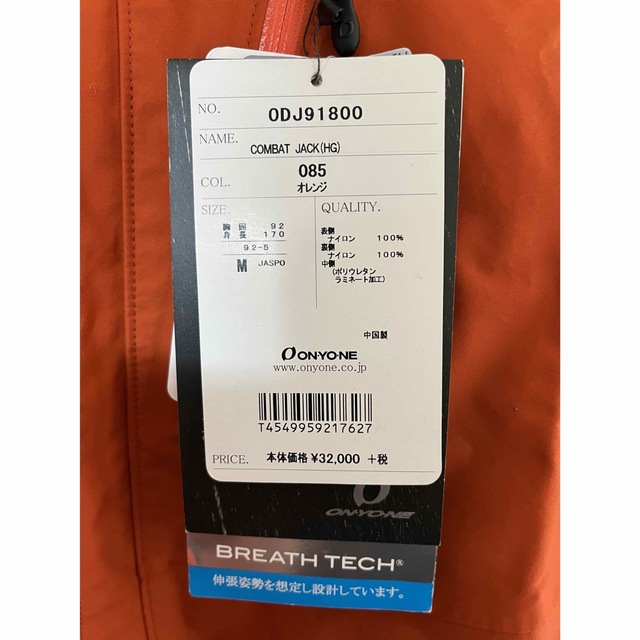 NO. ODJ91800
NAME.
COMBAT JACK(HG)
COL. 085
オレンジ
SIZE.
胸囲 92
身長 170
92-5
M JASPO
QUALITY.
表側
ナイロン 100%
裏側
ナイロン 100%
中側
(ポリウレタン
ラミネート加工)
中国製
ONYONE
www.onyone.co.jp
T4549959217627
PRICE. 本体価格 ¥32,000 +税
ONYONE
BREATH TECH®
伸張姿勢を想定し設計しています。